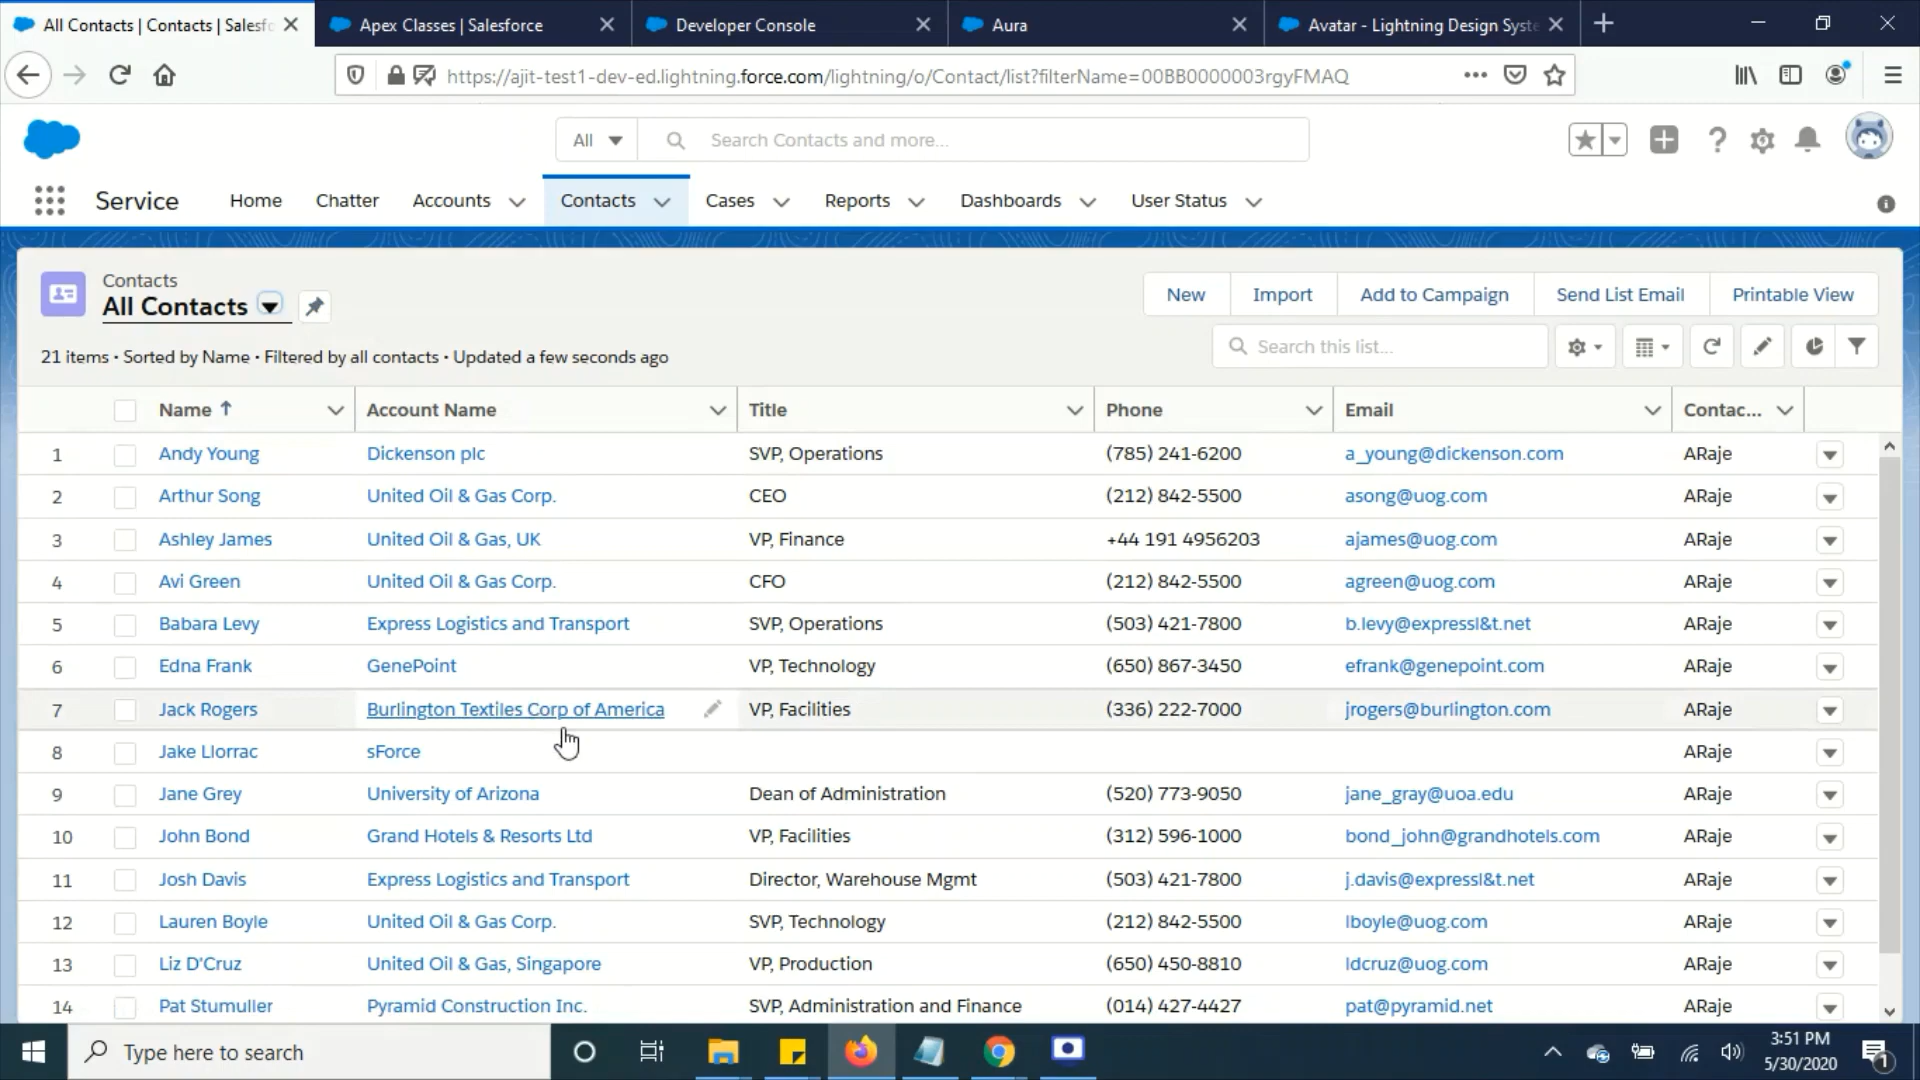 All Contacts | Contacts | Salesfo
Apex Classes | Salesforce
Developer Console
Aura
Avatar - Lightning Design Syste
https://ajit-test1-dev-ed.lightning.force.com/lightning/o/Contact/list?filterName=00BB0000003rgyFMAQ
All
Search Contacts and more...
Service
Home
Chatter
Accounts
Contacts
Cases
Reports
Dashboards
User Status
Contacts
All Contacts
New
Import
Add to Campaign
Send List Email
Printable View
21 items • Sorted by Name • Filtered by all contacts • Updated a few seconds ago
Search this list...
Name Account Name Title Phone Email Contac...
1 Andy Young Dickenson plc SVP, Operations (785) 241-6200 a_young@dickenson.com ARaje
2 Arthur Song United Oil & Gas Corp. CEO (212) 842-5500 asong@uog.com ARaje
3 Ashley James United Oil & Gas, UK VP, Finance +44 191 4956203 ajames@uog.com ARaje
4 Avi Green United Oil & Gas Corp. CFO (212) 842-5500 agreen@uog.com ARaje
5 Babara Levy Express Logistics and Transport SVP, Operations (503) 421-7800 b.levy@expressl&t.net ARaje
6 Edna Frank GenePoint VP, Technology (650) 867-3450 efrank@genepoint.com ARaje
7 Jack Rogers Burlington Textiles Corp of America VP, Facilities (336) 222-7000 jrogers@burlington.com ARaje
8 Jake Llorrac sForce ARaje
9 Jane Grey University of Arizona Dean of Administration (520) 773-9050 jane_gray@uoa.edu ARaje
10 John Bond Grand Hotels & Resorts Ltd VP, Facilities (312) 596-1000 bond_john@grandhotels.com ARaje
11 Josh Davis Express Logistics and Transport Director, Warehouse Mgmt (503) 421-7800 j.davis@expressl&t.net ARaje
12 Lauren Boyle United Oil & Gas Corp. SVP, Technology (212) 842-5500 lboyle@uog.com ARaje
13 Liz D'Cruz United Oil & Gas, Singapore VP, Production (650) 450-8810 ldcruz@uog.com ARaje
14 Pat Stumuller Pyramid Construction Inc. SVP, Administration and Finance (014) 427-4427 pat@pyramid.net ARaje
Type here to search
3:51 PM
5/30/2020
1